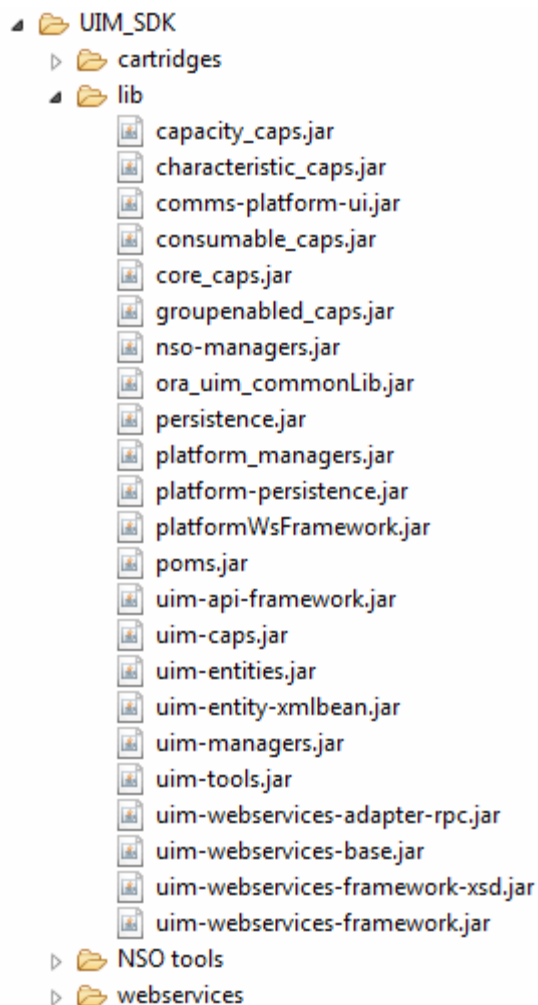 UIM_SDK
cartridges
lib
capacity_caps.jar
characteristic_caps.jar
comms-platform-ui.jar
consumable_caps.jar
core_caps.jar
groupenabled_caps.jar
nso-managers.jar
ora_uim_commonLib.jar
persistence.jar
platform_managers.jar
platform-persistence.jar
platformWsFramework.jar
poms.jar
uim-api-framework.jar
uim-caps.jar
uim-entities.jar
uim-entity-xmlbean.jar
uim-managers.jar
uim-tools.jar
uim-webservices-adapter-rpc.jar
uim-webservices-base.jar
uim-webservices-framework-xsd.jar
uim-webservices-framework.jar
NSO tools
webservices